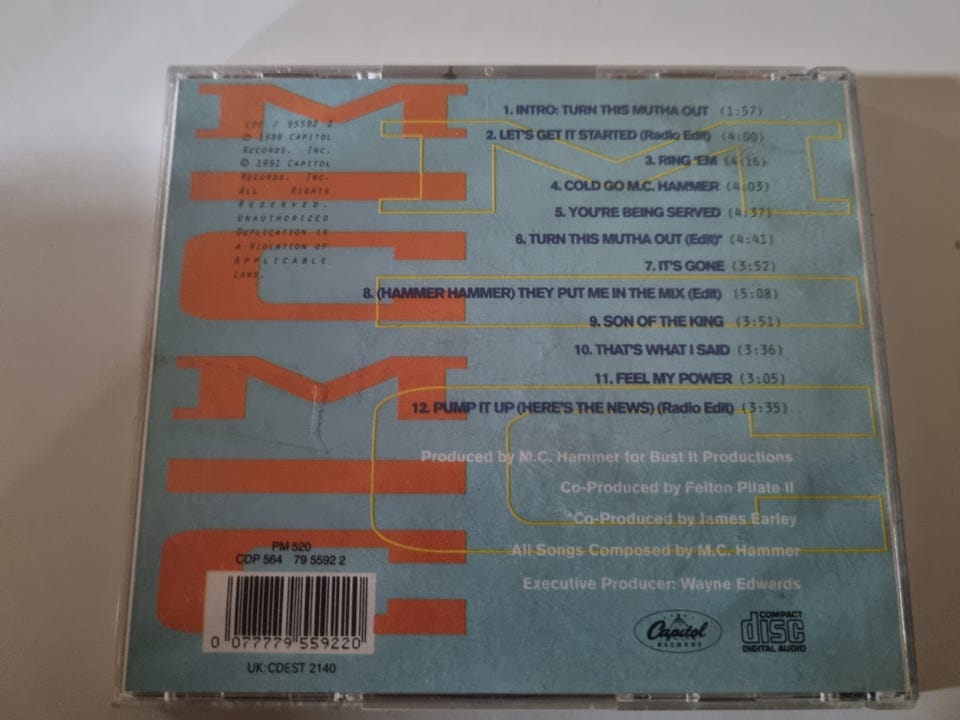 CDP 7 95592 2
℗ 1988 CAPITOL
RECORDS. INC.
© 1991 CAPITOL
RECORDS. INC.
ALL RIGHTS
RESERVED.
UNAUTHORIZED
DUPLICATION IS
A VIOLATION OF
APPLICABLE
LAWS.
1. INTRO: TURN THIS MUTHA OUT (1:57)
2. LET'S GET IT STARTED (Radio Edit) (4:00)
3. RING 'EM (4:16)
4. COLD GO M.C. HAMMER (4:03)
5. YOU'RE BEING SERVED (4:37)
6. TURN THIS MUTHA OUT (Edit)* (4:41)
7. IT'S GONE (3:52)
8. (HAMMER HAMMER) THEY PUT ME IN THE MIX (Edit) (5:08)
9. SON OF THE KING (3:51)
10. THAT'S WHAT I SAID (3:36)
11. FEEL MY POWER (3:05)
12. PUMP IT UP (HERE'S THE NEWS) (Radio Edit) (3:35)
Produced by M.C. Hammer for Bust It Productions
Co-Produced by Felton Pilate II
*Co-Produced by James Earley
All Songs Composed by M.C. Hammer
Executive Producer: Wayne Edwards
PM 520
CDP 564 79 5592 2
0 077779 559220
UK:CDEST 2140
Capitol
RECORDS
COMPACT
disc
DIGITAL AUDIO